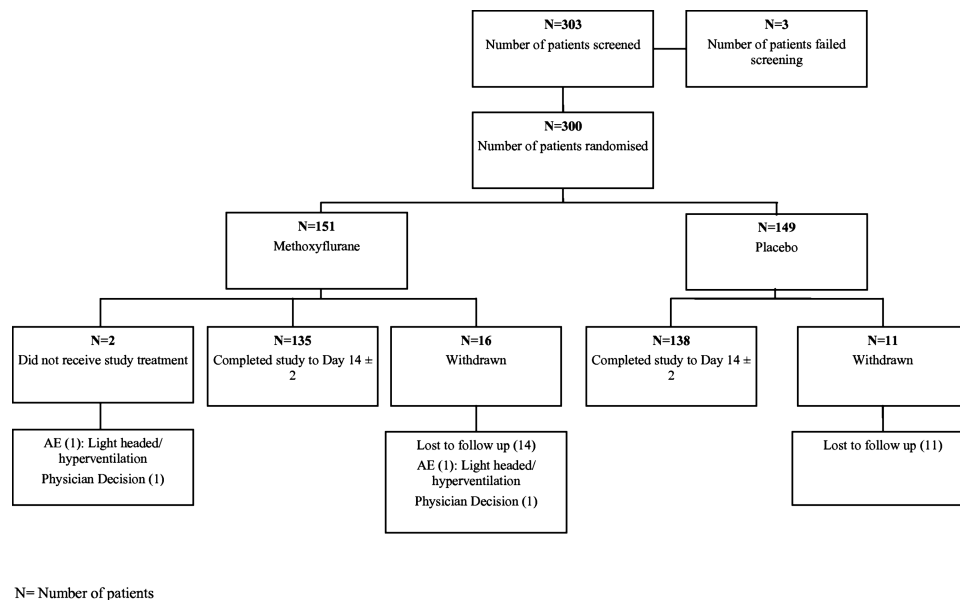 N=303
Number of patients screened
N=3
Number of patients failed
screening
N=300
Number of patients randomised
N=151
Methoxyflurane
N=149
Placebo
N=2
Did not receive study treatment
N=135
Completed study to Day 14 ±
2
N=16
Withdrawn
N=138
Completed study to Day 14 ±
2
N=11
Withdrawn
AE (1): Light headed/
hyperventilation
Physician Decision (1)
Lost to follow up (14)
AE (1): Light headed/
hyperventilation
Physician Decision (1)
Lost to follow up (11)
N= Number of patients